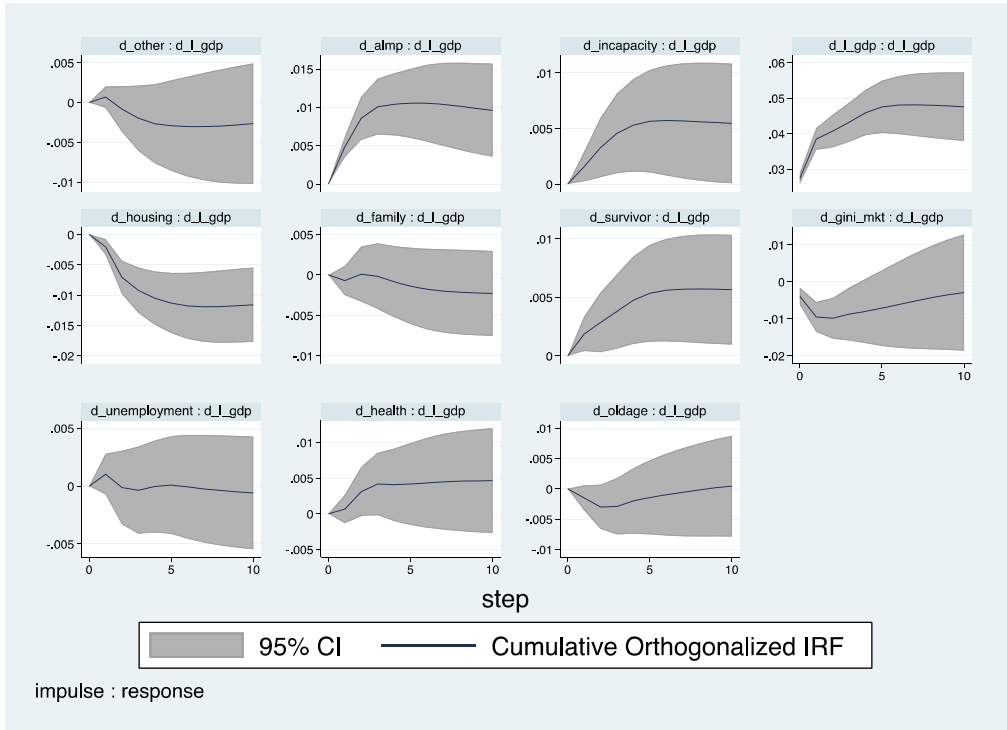 d_other : d_l_gdp
d_almp : d_l_gdp
d_incapacity : d_l_gdp
d_l_gdp : d_l_gdp
.005
0
-.005
-.01
.015
.01
.005
0
.01
.005
0
.06
.05
.04
.03
d_housing : d_l_gdp
d_family : d_l_gdp
d_survivor : d_l_gdp
d_gini_mkt : d_l_gdp
0
-.005
-.01
-.015
-.02
.005
0
-.005
-.01
.01
.005
0
.01
0
-.01
-.02
0 5 10
d_unemployment : d_l_gdp
d_health : d_l_gdp
d_oldage : d_l_gdp
.005
0
-.005
0 5 10
.01
.005
0
-.005
0 5 10
.01
.005
0
-.005
-.01
0 5 10
step
95% CI
Cumulative Orthogonalized IRF
impulse : response